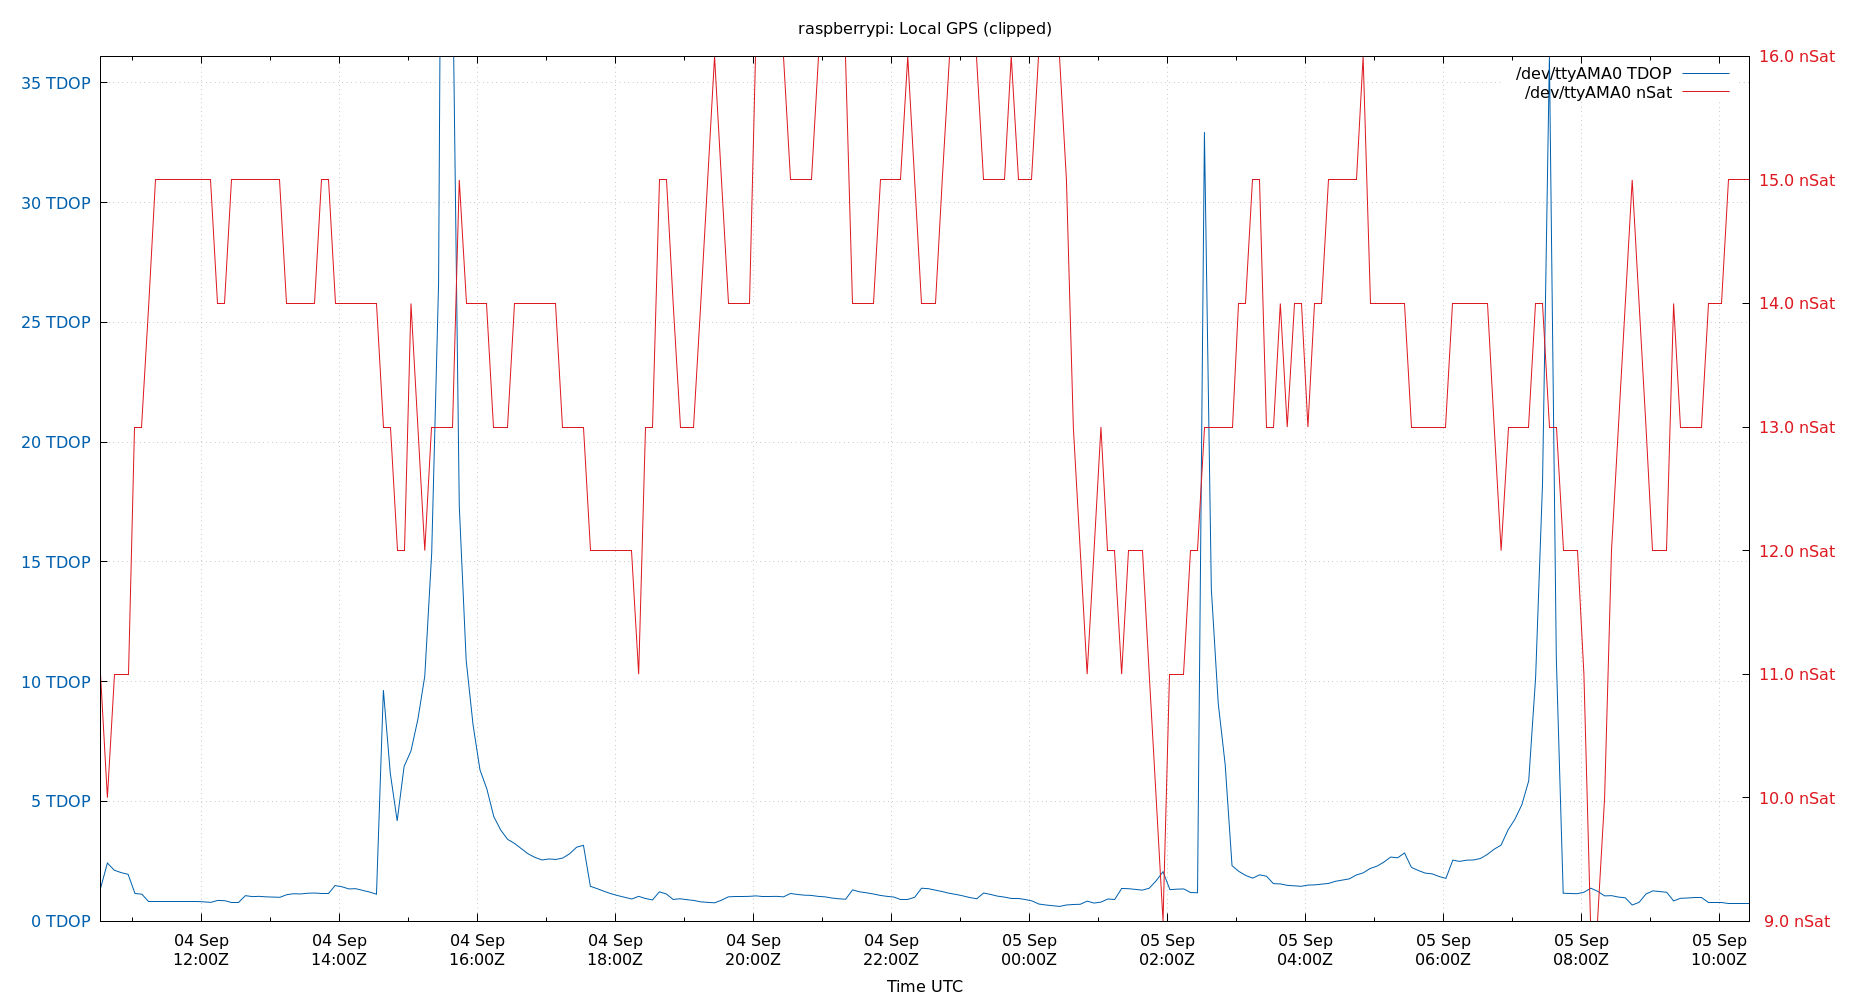 raspberrypi: Local GPS (clipped)
/dev/ttyAMA0 TDOP
/dev/ttyAMA0 nSat
35 TDOP
30 TDOP
25 TDOP
20 TDOP
15 TDOP
10 TDOP
5 TDOP
0 TDOP
16.0 nSat
15.0 nSat
14.0 nSat
13.0 nSat
12.0 nSat
11.0 nSat
10.0 nSat
9.0 nSat
04 Sep 04 Sep 04 Sep 04 Sep 04 Sep 04 Sep 05 Sep 05 Sep 05 Sep 05 Sep 05 Sep 05 Sep
12:00Z 14:00Z 16:00Z 18:00Z 20:00Z 22:00Z 00:00Z 02:00Z 04:00Z 06:00Z 08:00Z 10:00Z
Time UTC